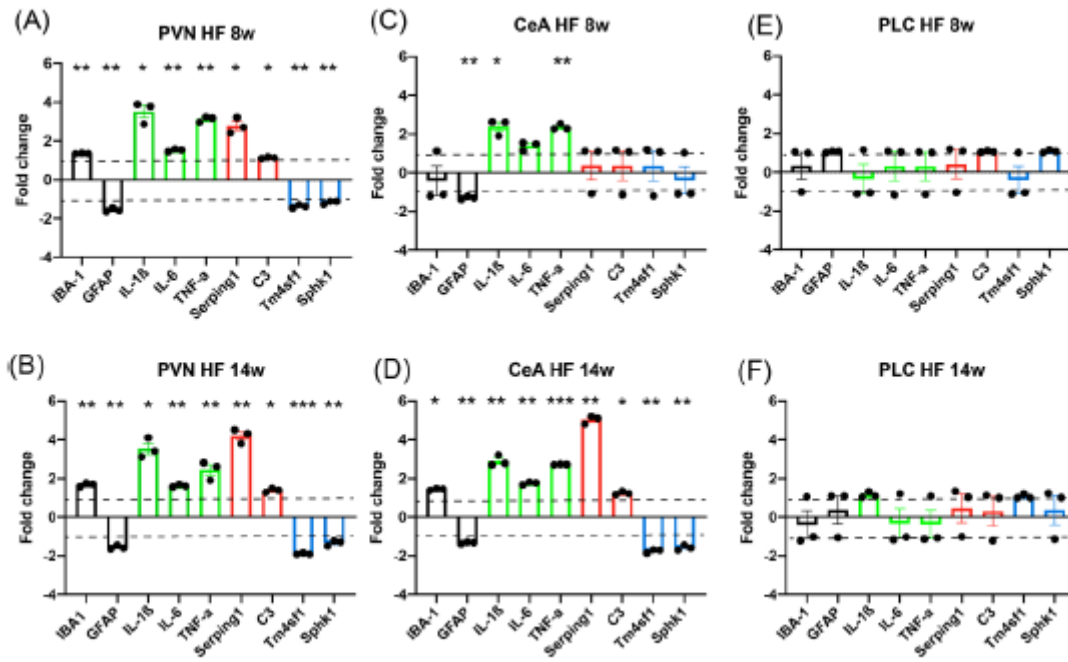 (A)
PVN HF 8w
** ** * ** ** * * ** **
Fold change
6
4
2
0
-2
-4
IBA-1 GFAP IL-1ß IL-6 TNF-a Serping1 C3 Tm4sf1 Sphk1
(C)
CeA HF 8w
** * **
Fold change
6
4
2
0
-2
-4
IBA-1 GFAP IL-1ß IL-6 TNF-a Serping1 C3 Tm4sf1 Sphk1
(E)
PLC HF 8w
Fold change
6
4
2
0
-2
-4
IBA-1 GFAP IL-1ß IL-6 TNF-a Serping1 C3 Tm4sf1 Sphk1
(B)
PVN HF 14w
** ** * ** ** ** * *** **
Fold change
6
4
2
0
-2
-4
IBA1 GFAP IL-1ß IL-6 TNF-a Serping1 C3 Tm4sf1 Sphk1
(D)
CeA HF 14w
* ** ** ** *** ** * ** **
Fold change
6
4
2
0
-2
-4
IBA-1 GFAP IL-1ß IL-6 TNF-a Serping1 C3 Tm4sf1 Sphk1
(F)
PLC HF 14w
Fold change
6
4
2
0
-2
-4
IBA-1 GFAP IL-1ß IL-6 TNF-a Serping1 C3 Tm4sf1 Sphk1